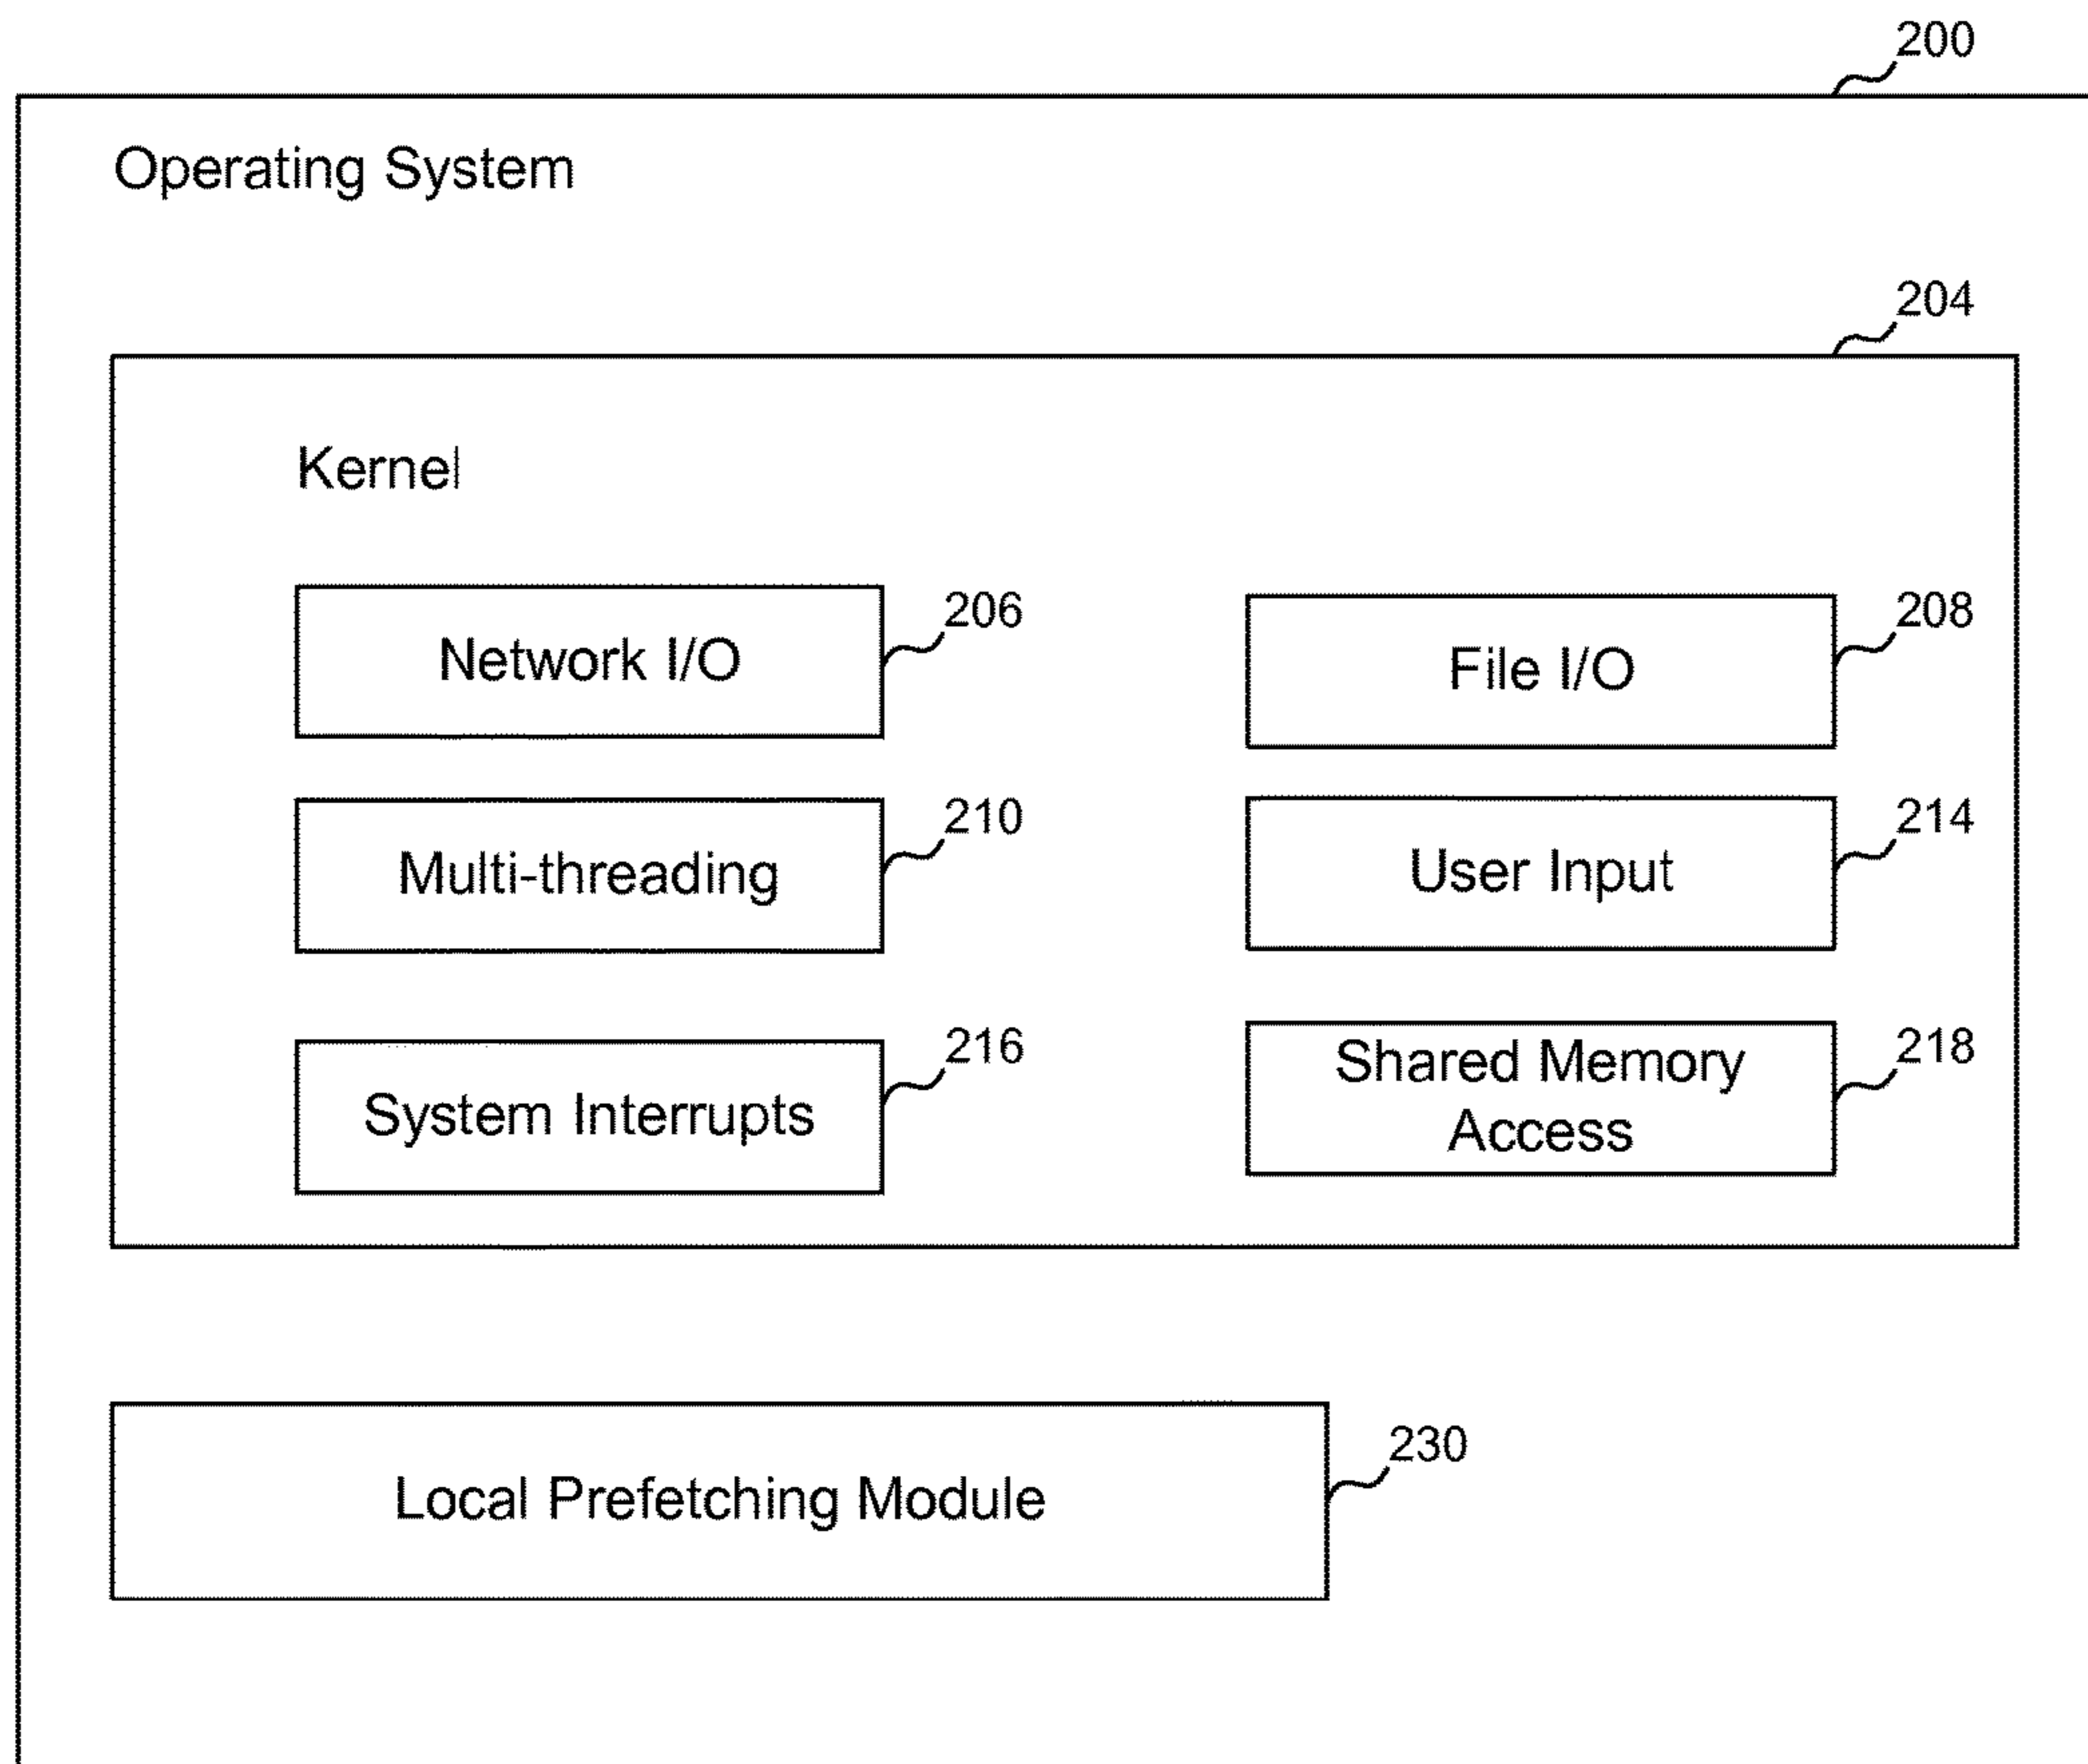 200
Operating System
204
Kernel
Network I/O
206
File I/O
208
Multi-threading
210
User Input
214
System Interrupts
216
Shared Memory
Access
218
Local Prefetching Module
230